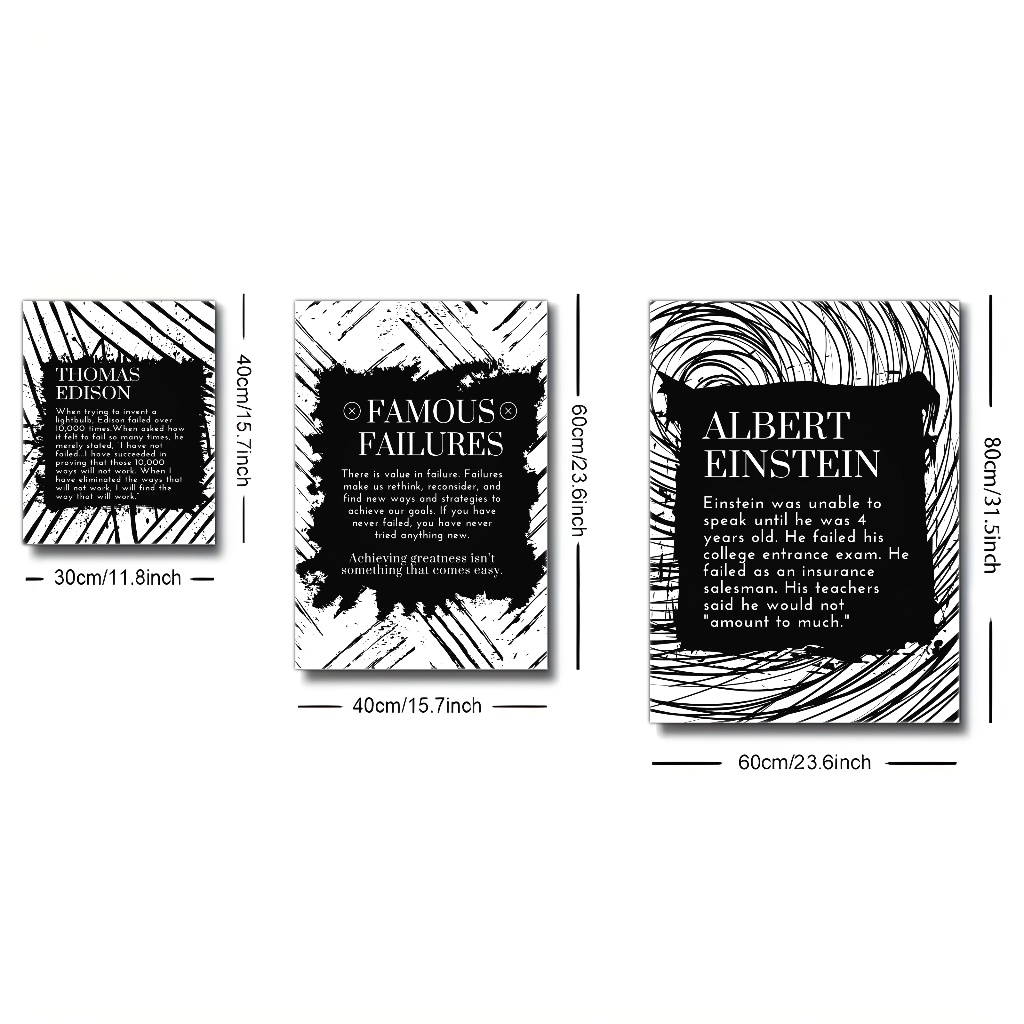 THOMAS
EDISON
When trying to invent a
lightbulb, Edison failed over
10,000 times.When asked how
it felt to fail so many times, he
merely stated, "I have not
failed...I have succeeded in
proving that those 10,000
ways will not work. When I
have eliminated the ways that
will not work, I will find the
way that will work."
40cm/15.7inch
30cm/11.8inch
FAMOUS
FAILURES
There is value in failure. Failures
make us rethink, reconsider, and
find new ways and strategies to
achieve our goals. If you have
never failed, you have never
tried anything new.
Achieving greatness isn't
something that comes easy.
60cm/23.6inch
40cm/15.7inch
ALBERT
EINSTEIN
Einstein was unable to
speak until he was 4
years old. He failed his
college entrance exam. He
failed as an insurance
salesman. His teachers
said he would not
"amount to much."
80cm/31.5inch
60cm/23.6inch